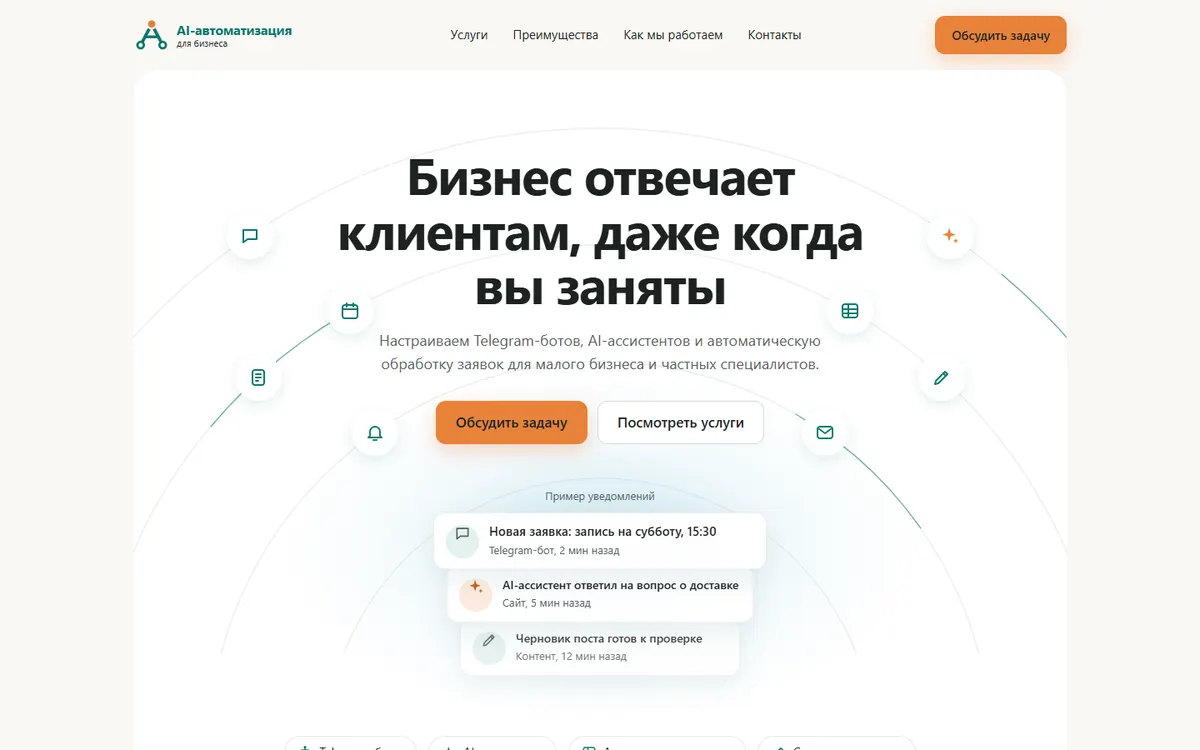 AI-автоматизация
для бизнеса
Услуги
Преимущества
Как мы работаем
Контакты
Обсудить задачу
Бизнес отвечает
клиентам, даже когда
вы заняты
Настраиваем Telegram-ботов, AI-ассистентов и автоматическую
обработку заявок для малого бизнеса и частных специалистов.
Обсудить задачу
Посмотреть услуги
Пример уведомлений
Новая заявка: запись на субботу, 15:30
Telegram-бот, 2 мин назад
AI-ассистент ответил на вопрос о доставке
Сайт, 5 мин назад
Черновик поста готов к проверке
Контент, 12 мин назад